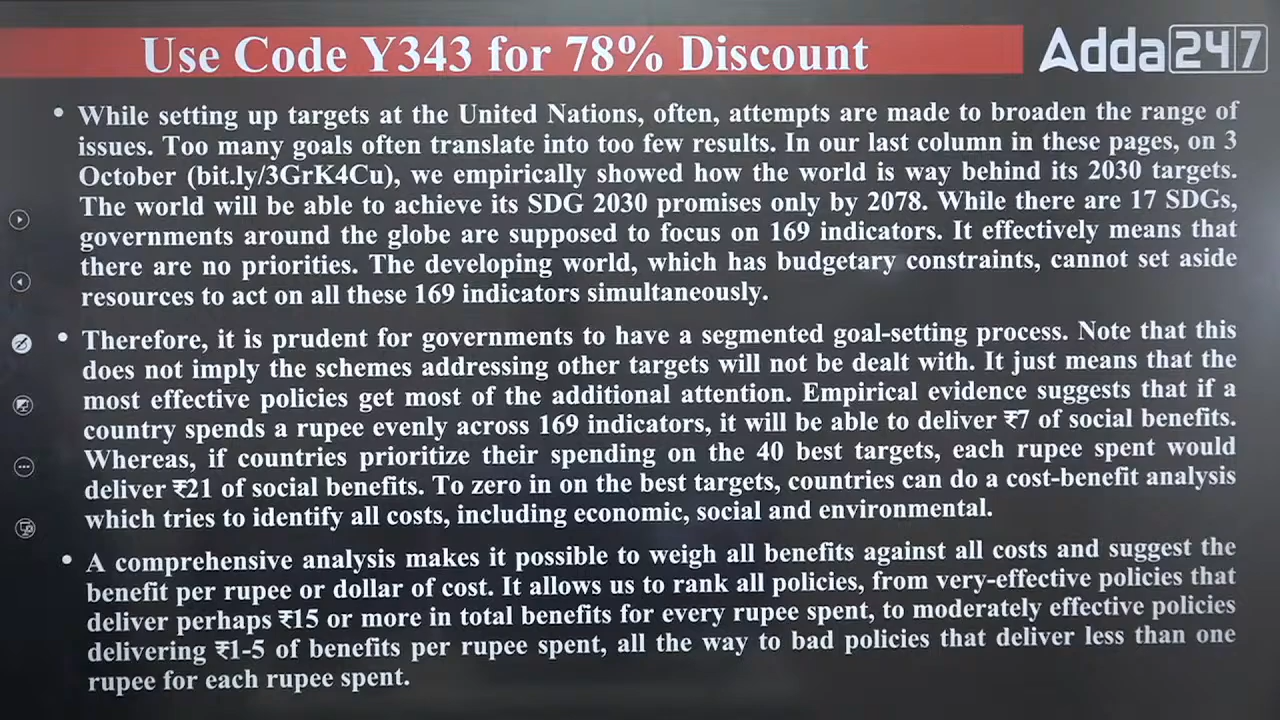 Use Code Y343 for 78% Discount
Adda247
• While setting up targets at the United Nations, often, attempts are made to broaden the range of
issues. Too many goals often translate into too few results. In our last column in these pages, on 3
October (bit.ly/3GrK4Cu), we empirically showed how the world is way behind its 2030 targets.
The world will be able to achieve its SDG 2030 promises only by 2078. While there are 17 SDGs,
governments around the globe are supposed to focus on 169 indicators. It effectively means that
there are no priorities. The developing world, which has budgetary constraints, cannot set aside
resources to act on all these 169 indicators simultaneously.
• Therefore, it is prudent for governments to have a segmented goal-setting process. Note that this
does not imply the schemes addressing other targets will not be dealt with. It just means that the
most effective policies get most of the additional attention. Empirical evidence suggests that if a
country spends a rupee evenly across 169 indicators, it will be able to deliver ₹7 of social benefits.
Whereas, if countries prioritize their spending on the 40 best targets, each rupee spent would
deliver ₹21 of social benefits. To zero in on the best targets, countries can do a cost-benefit analysis
which tries to identify all costs, including economic, social and environmental.
• A comprehensive analysis makes it possible to weigh all benefits against all costs and suggest the
benefit per rupee or dollar of cost. It allows us to rank all policies, from very-effective policies that
deliver perhaps ₹15 or more in total benefits for every rupee spent, to moderately effective policies
delivering ₹1-5 of benefits per rupee spent, all the way to bad policies that deliver less than one
rupee for each rupee spent.